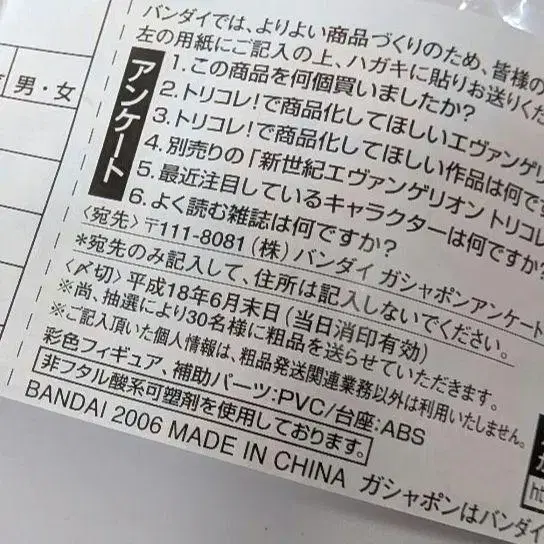 バンダイでは、よりよい商品づくりのため、皆様の
左の用紙にご記入の上、ハガキに貼りお送りくだ
男・女
アンケート
1.この商品を何個買いましたか?
2.トリコレ!で商品化してほしいエヴァンゲリ
3.トリコレ!で商品化してほしい作品は何です
4.別売りの「新世紀エヴァンゲリオン トリコレ
5.最近注目しているキャラクターは何ですか?
6.よく読む雑誌は何ですか?
〈宛先〉〒111-8081(株)バンダイ ガシャポンアンケート
*宛先のみ記入して、住所は記入しないでください。
〈〆切〉平成18年6月末日(当日消印有効)
※尚、抽選により30名様に粗品を送らせていただきます。
※ご記入頂いた個人情報は、粗品発送関連業務以外は利用いたしません。
彩色フィギュア、補助パーツ:PVC/台座:ABS
非フタル酸系可塑剤を使用しております。
BANDAI 2006 MADE IN CHINA ガシャポンはバンダイ